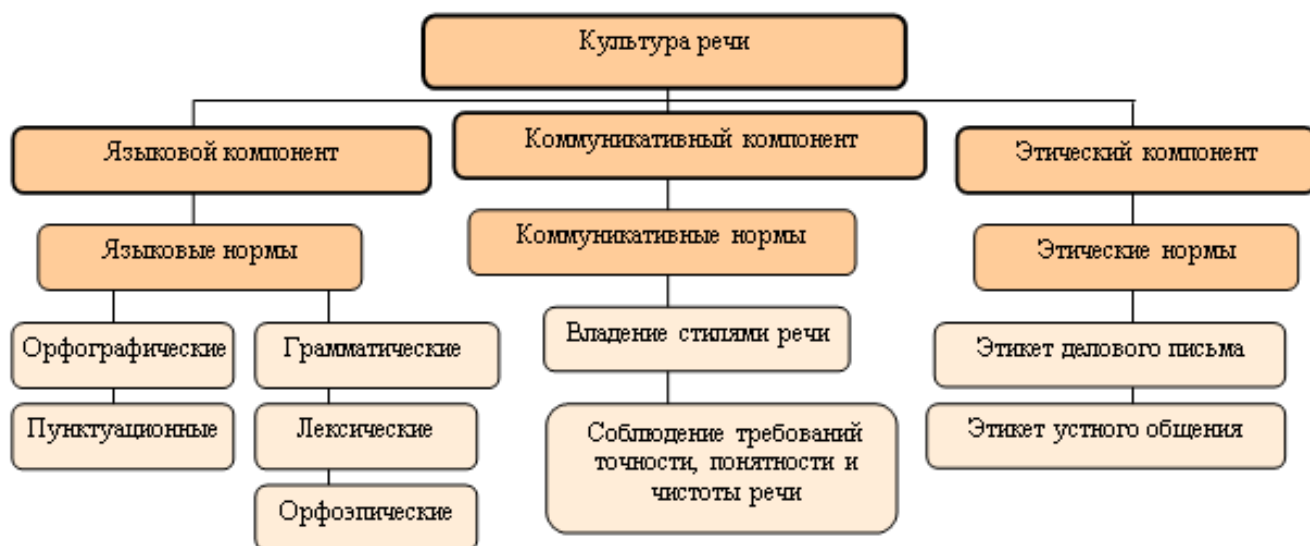 Культура речи
Языковой компонент
Коммуникативный компонент
Этический компонент
Языковые нормы
Коммуникативные нормы
Этические нормы
Орфографические
Грамматические
Владение стилями речи
Этикет делового письма
Пунктуационные
Лексические
Соблюдение требований
точности, понятности и
чистоты речи
Этикет устного общения
Орфоэпические